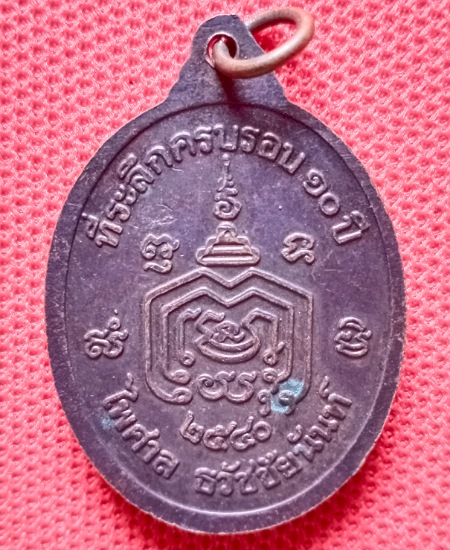 ที่ระลึกครบรอบ ๑๐ ปี
๒๕๔๐
ไพศาล ธวัชชัยนันท์